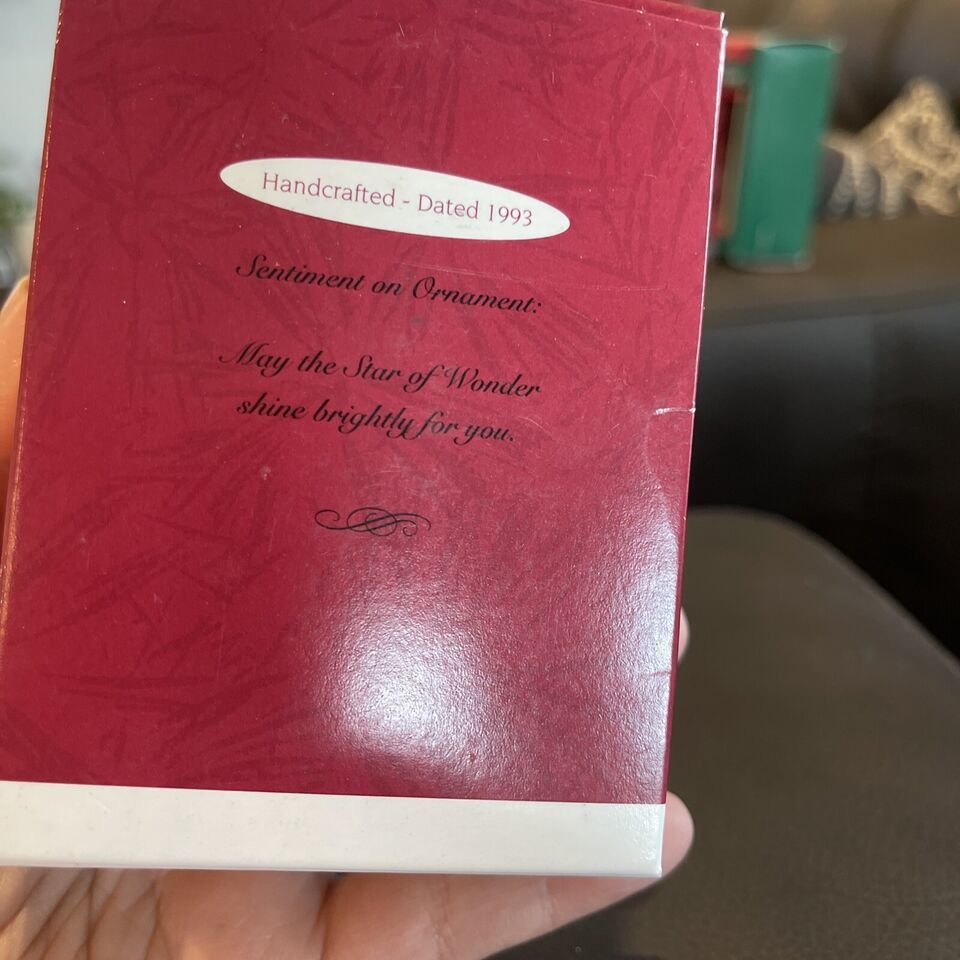 Handcrafted - Dated 1993
Sentiment on Ornament:
May the Star of Wonder
shine brightly for you.